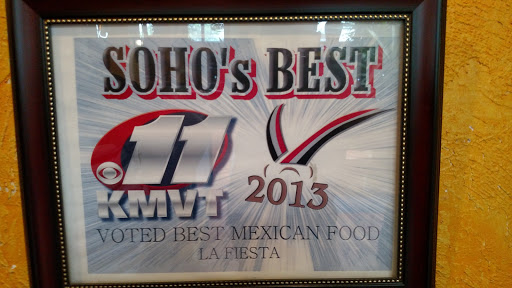 SOHO's BEST
11
KMVT
2013
VOTED BEST MEXICAN FOOD
LA FIESTA